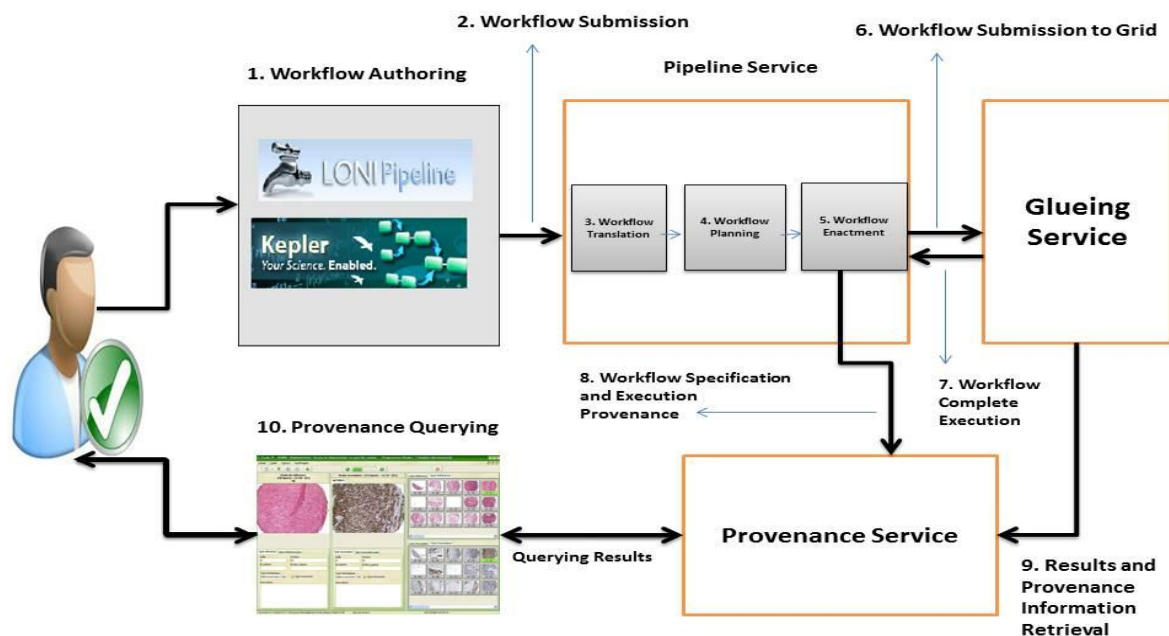 2. Workflow Submission
6. Workflow Submission to Grid
1. Workflow Authoring
Pipeline Service
LONI Pipeline
Kepler
Your Science. Enabled.
3. Workflow
Translation
4. Workflow
Planning
5. Workflow
Enactment
Glueing
Service
8. Workflow Specification
and Execution
Provenance
7. Workflow
Complete
Execution
10. Provenance Querying
Querying Results
Provenance Service
9. Results and
Provenance
Information
Retrieval